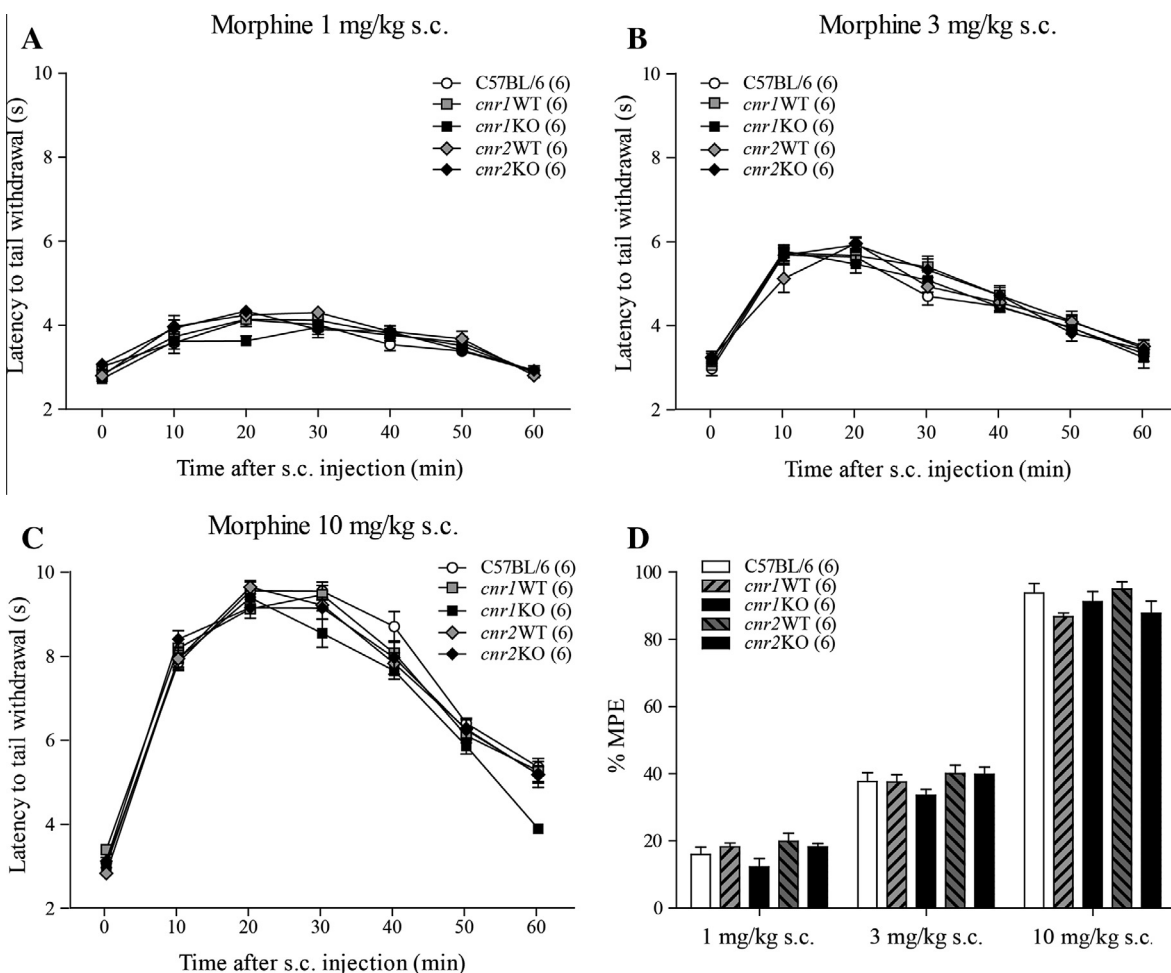 Morphine 1 mg/kg s.c.
A
10
8
6
4
2
Latency to tail withdrawal (s)
C57BL/6 (6)
cnr1WT (6)
cnr1KO (6)
cnr2WT (6)
cnr2KO (6)
0 10 20 30 40 50 60
Time after s.c. injection (min)
Morphine 3 mg/kg s.c.
B
10
8
6
4
2
Latency to tail withdrawal (s)
C57BL/6 (6)
cnr1WT (6)
cnr1KO (6)
cnr2WT (6)
cnr2KO (6)
0 10 20 30 40 50 60
Time after s.c. injection (min)
Morphine 10 mg/kg s.c.
C
10
8
6
4
2
Latency to tail withdrawal (s)
C57BL/6 (6)
cnr1WT (6)
cnr1KO (6)
cnr2WT (6)
cnr2KO (6)
0 10 20 30 40 50 60
Time after s.c. injection (min)
D
100
80
60
40
20
0
% MPE
C57BL/6 (6)
cnr1WT (6)
cnr1KO (6)
cnr2WT (6)
cnr2KO (6)
1 mg/kg s.c. 3 mg/kg s.c. 10 mg/kg s.c.